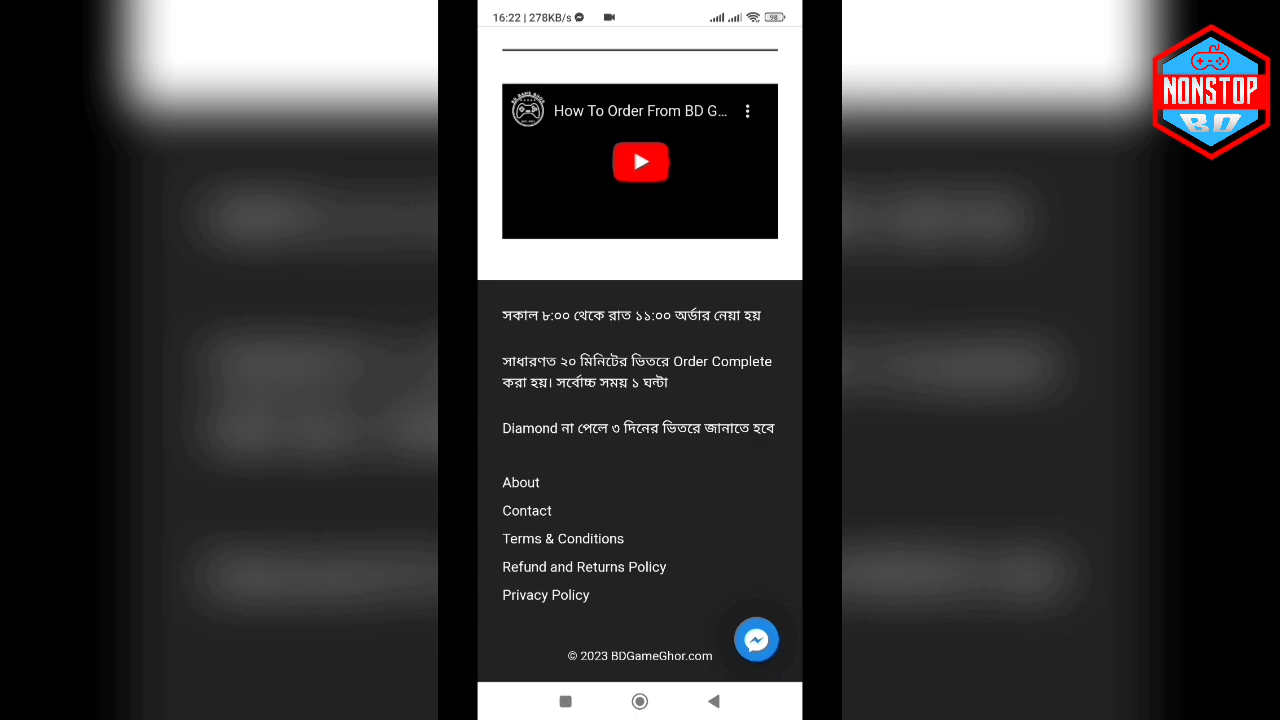 16:22 | 278KB/s
98
NONSTOP
BD
How To Order From BD G...
সকাল ৮:০০ থেকে রাত ১১:০০ অর্ডার নেয়া হয়
সাধারণত ২০ মিনিটের ভিতরে Order Complete
করা হয়। সর্বোচ্চ সময় ১ ঘন্টা
Diamond না পেলে ৩ দিনের ভিতরে জানাতে হবে
About
Contact
Terms & Conditions
Refund and Returns Policy
Privacy Policy
© 2023 BDGameGhor.com